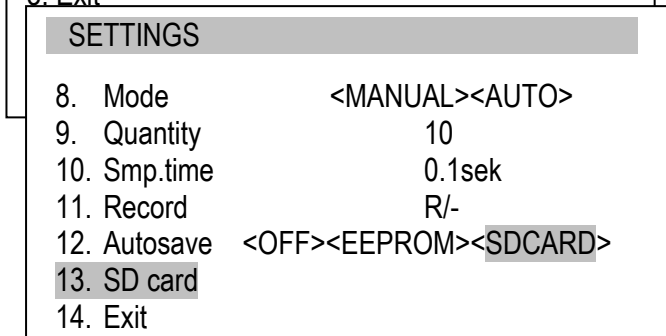 SETTINGS
8. Mode <MANUAL><AUTO>
9. Quantity 10
10. Smp.time 0.1sek
11. Record R/-
12. Autosave <OFF><EEPROM><SDCARD>
13. SD card
14. Exit